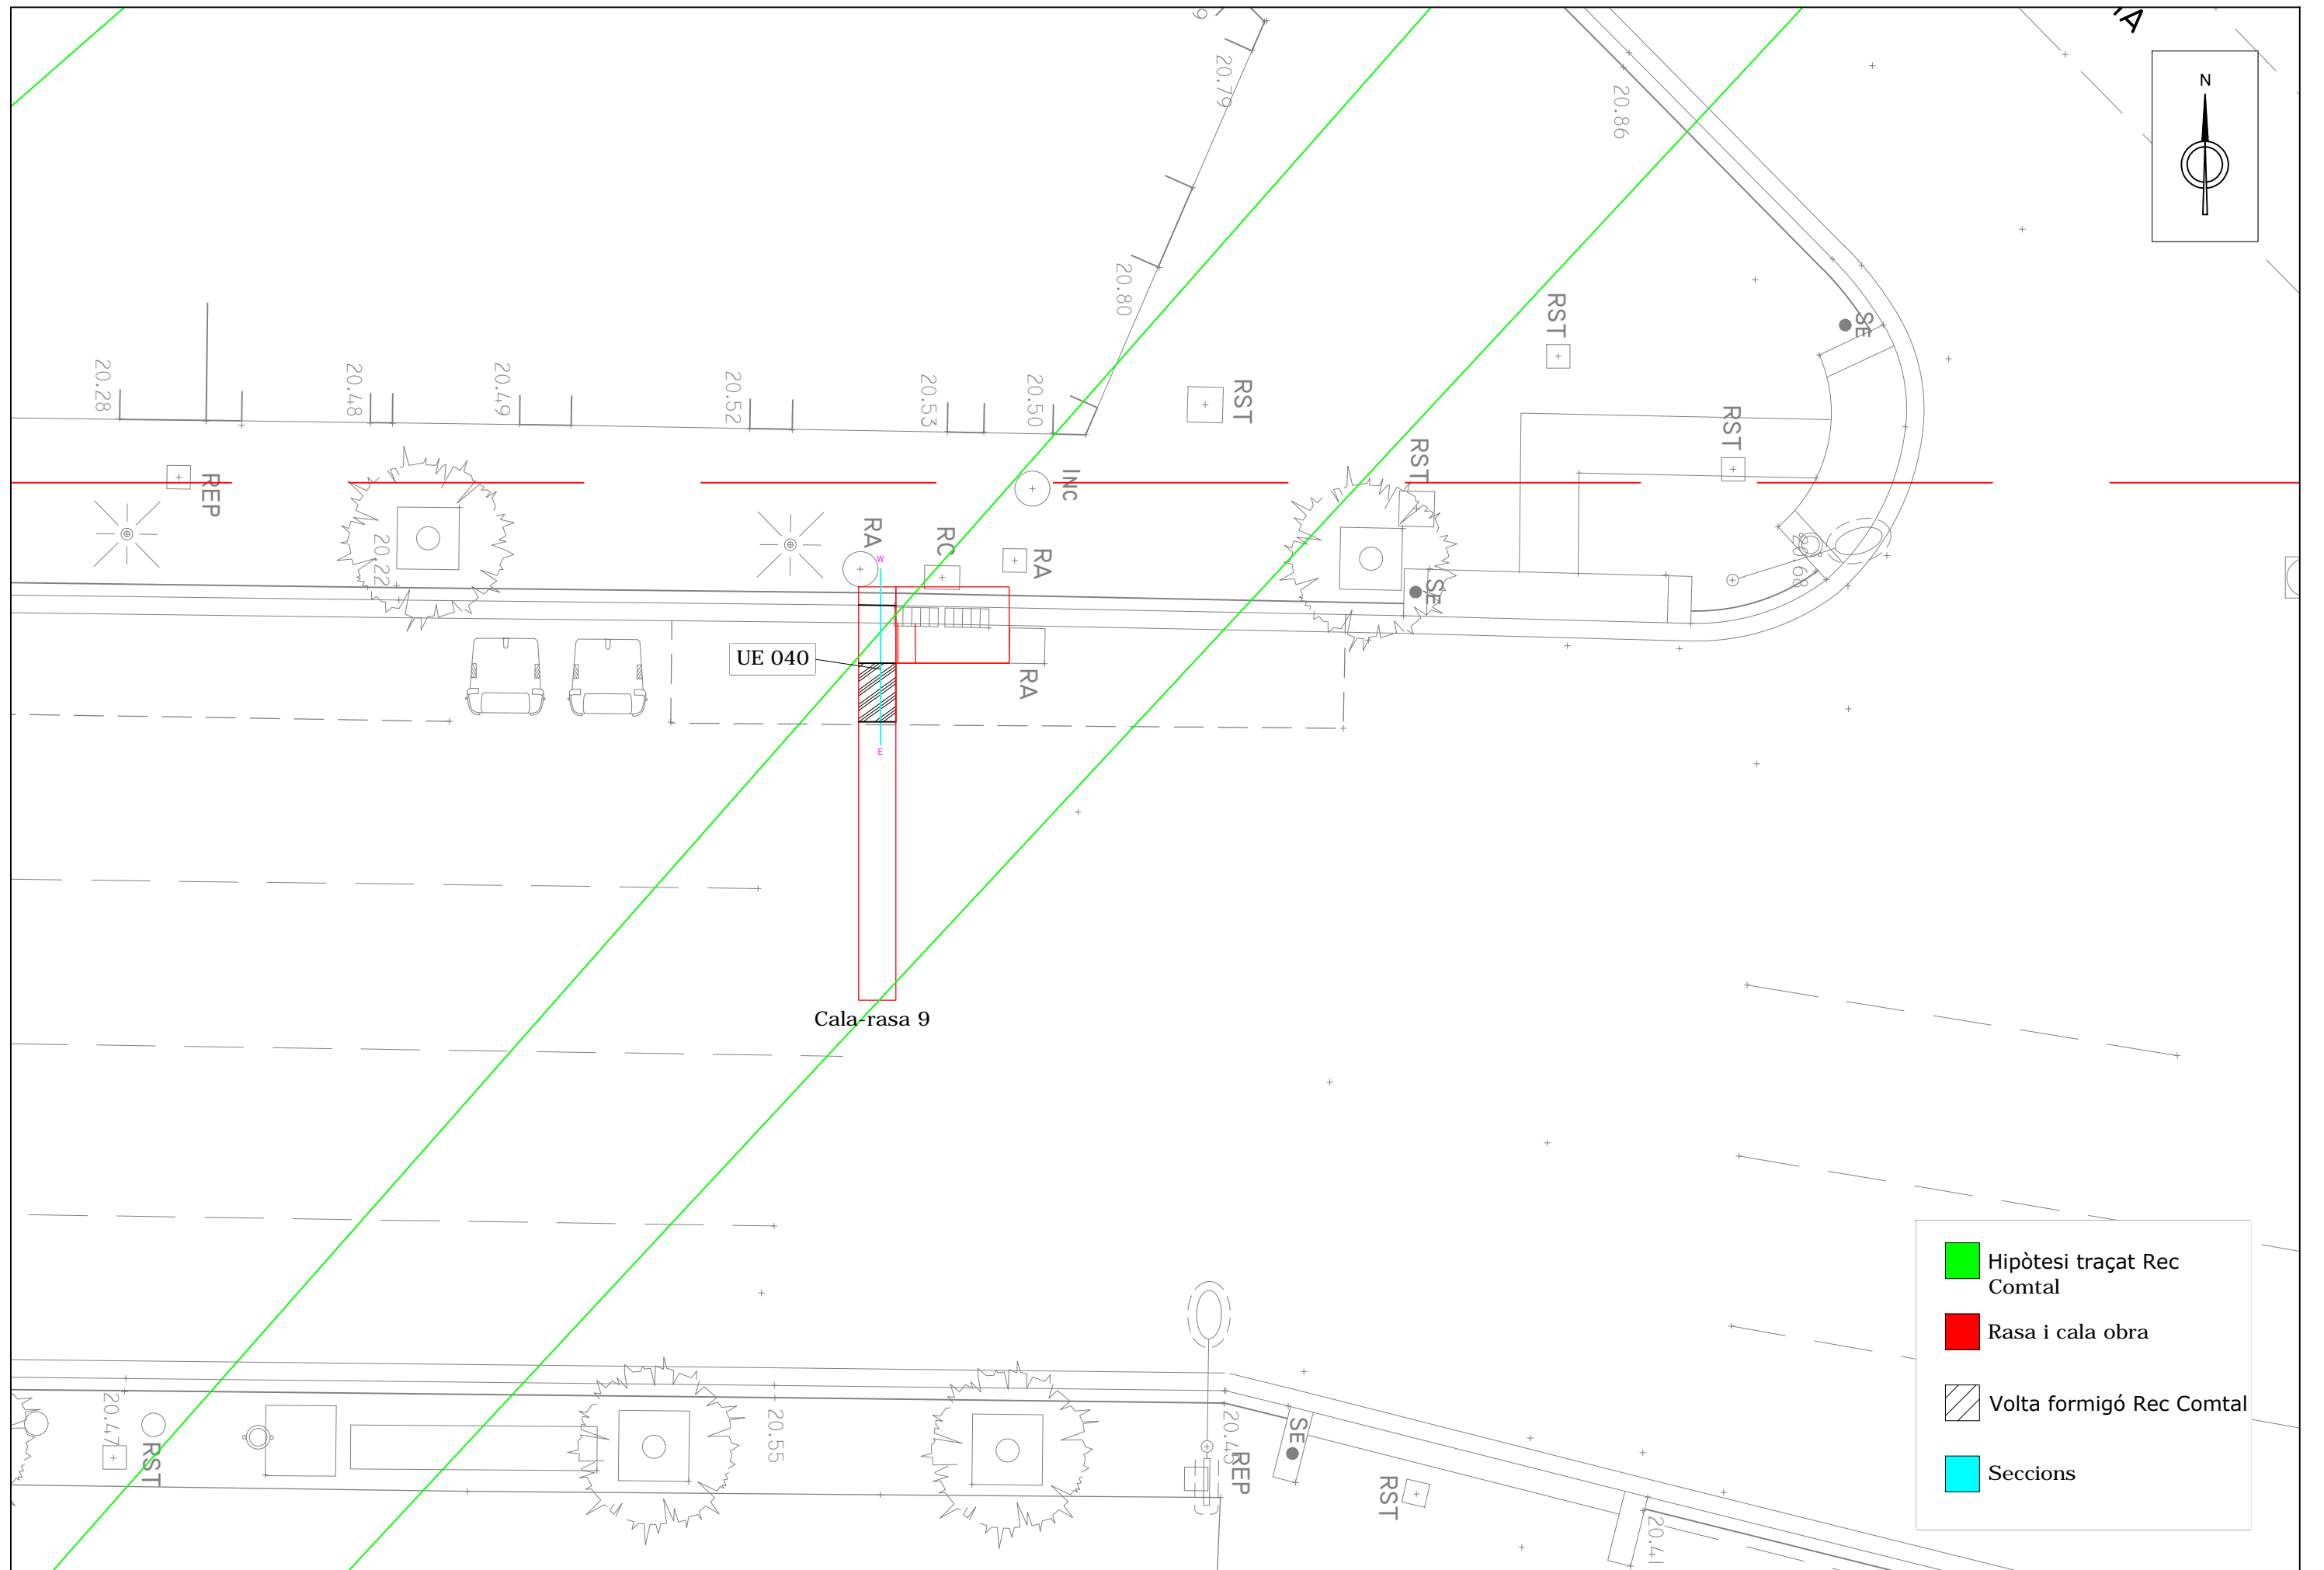 20.79
20.86
N
20.80
RST
SE
20.28
20.48
20.49
20.52
20.53
20.50
RST
RST
RST
REP
INC
RA
RC
RA
20.22
W
SE
UE 040
RA
E
Cala-rasa 9
Hipòtesi traçat Rec
Comtal
Rasa i cala obra
Volta formigó Rec Comtal
Seccions
20.47
RST
20.55
REP
SE
RST
20.41